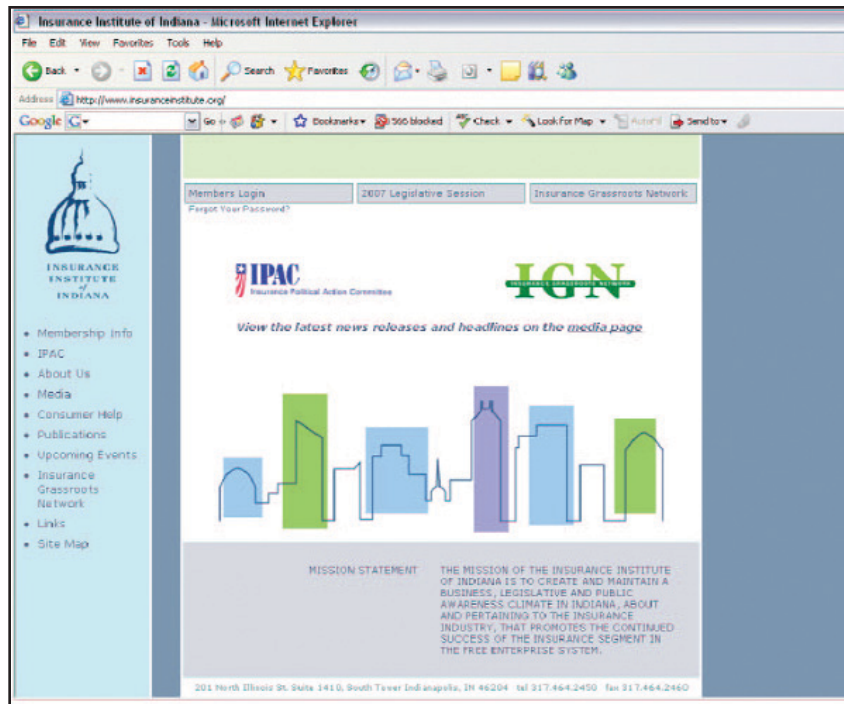 Insurance Institute of Indiana - Microsoft Internet Explorer
File Edit View Favorites Tools Help
Back Search Favorites
Address http://www.insuranceinstitute.org/
Google G Go Bookmarks 566 blocked Check Look for Map AutoFill Send to
Members Login 2007 Legislative Session Insurance Grassroots Network
Forgot Your Password?
INSURANCE
INSTITUTE
of
INDIANA
IPAC
Insurance Political Action Committee
IGN
INSURANCE GRASSROOTS NETWORK
View the latest news releases and headlines on the media page
• Membership Info
• IPAC
• About Us
• Media
• Consumer Help
• Publications
• Upcoming Events
• Insurance
Grassroots
Network
• Links
• Site Map
MISSION STATEMENT
THE MISSION OF THE INSURANCE INSTITUTE
OF INDIANA IS TO CREATE AND MAINTAIN A
BUSINESS, LEGISLATIVE AND PUBLIC
AWARENESS CLIMATE IN INDIANA, ABOUT
AND PERTAINING TO THE INSURANCE
INDUSTRY, THAT PROMOTES THE CONTINUED
SUCCESS OF THE INSURANCE SEGMENT IN
THE FREE ENTERPRISE SYSTEM.
201 North Illinois St. Suite 1410, South Tower Indianapolis, IN 46204 tel 317.464.2450 fax 317.464.2460